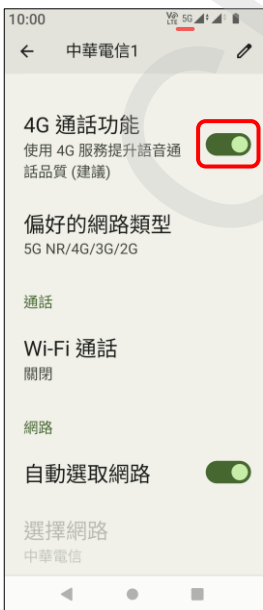 10:00
Vo) LTE 5G
中華電信1
4G 通話功能
使用 4G 服務提升語音通
話品質 (建議)
偏好的網路類型
5G NR/4G/3G/2G
通話
Wi-Fi 通話
關閉
網路
自動選取網路
選擇網路
中華電信